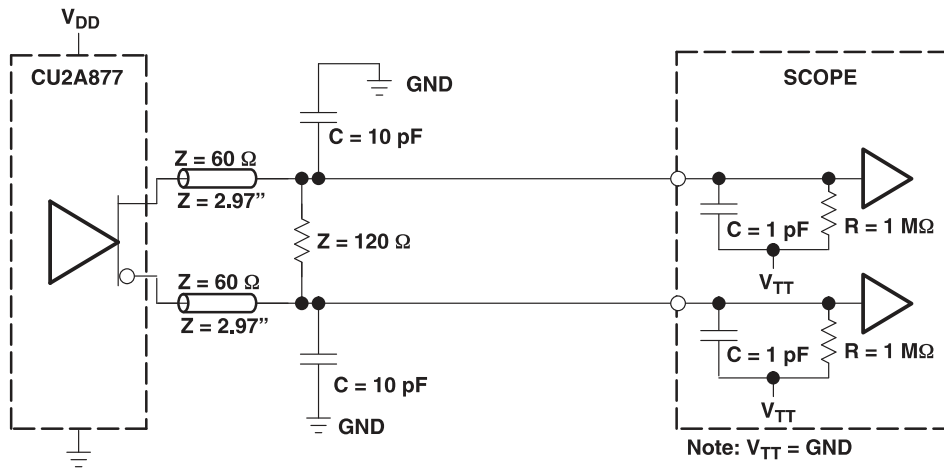 V_DD
CU2A877
SCOPE
GND
C = 10 pF
Z = 60 Ω
Z = 2.97”
Z = 120 Ω
C = 1 pF
R = 1 MΩ
V_TT
Z = 60 Ω
Z = 2.97”
C = 10 pF
GND
C = 1 pF
R = 1 MΩ
V_TT
Note: V_TT = GND